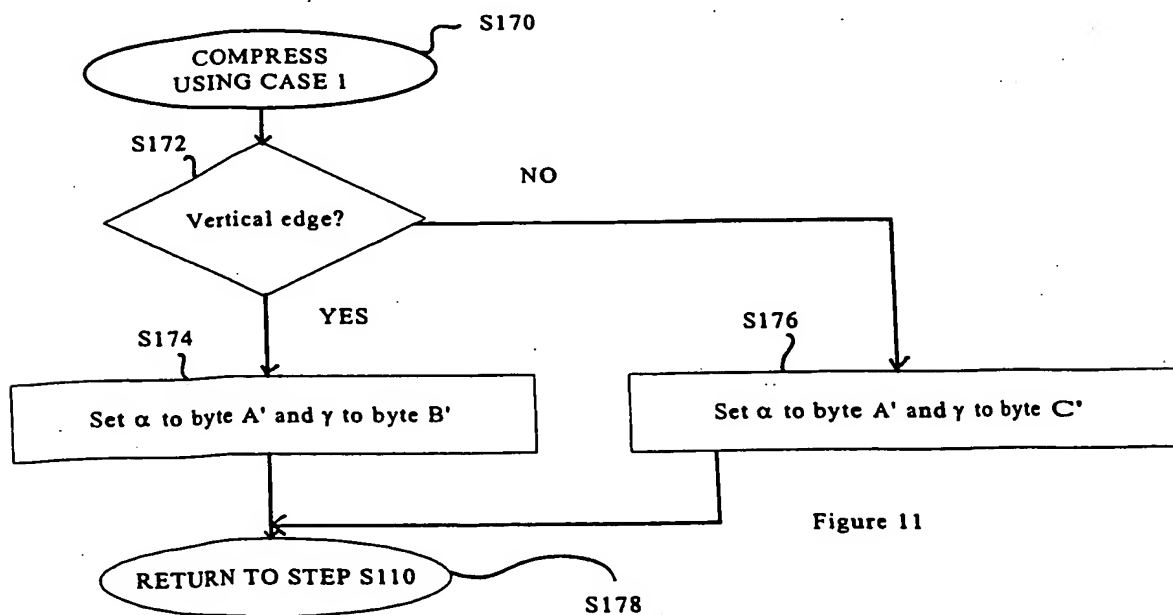 S170
COMPRESS
USING CASE 1
S172
NO
Vertical edge?
YES
S174
S176
Set α to byte A' and γ to byte B'
Set α to byte A' and γ to byte C'
Figure 11
RETURN TO STEP S110
S178